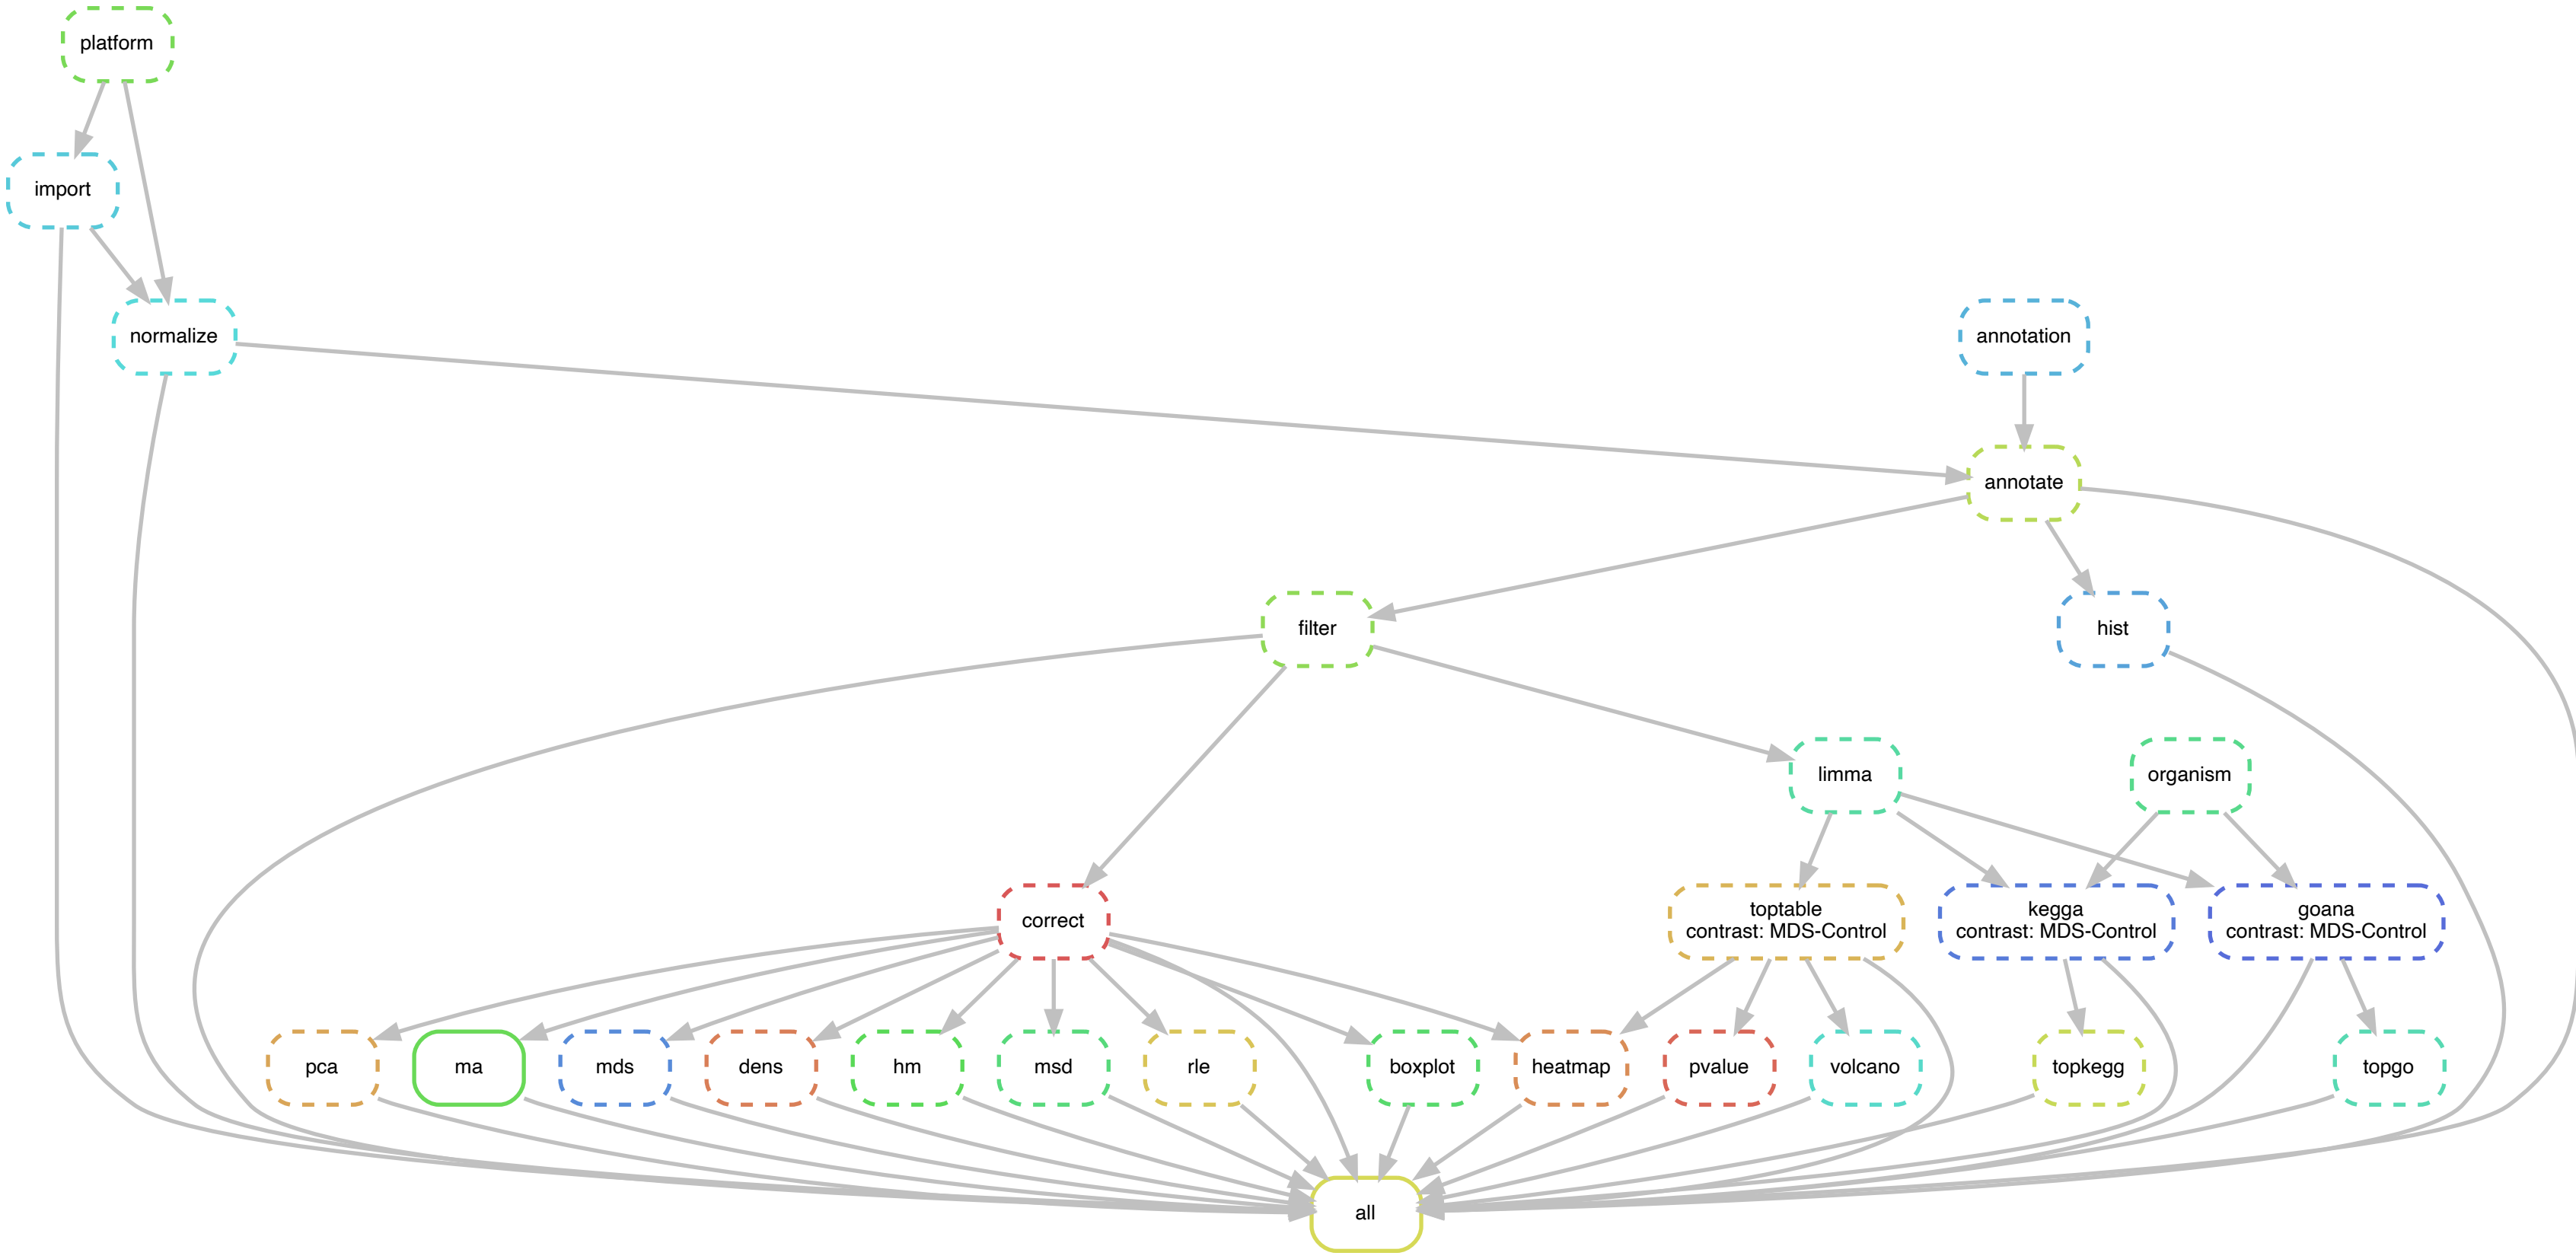 platform
import
normalize
annotation
annotate
filter
hist
limma
organism
correct
toptable
contrast: MDS-Control
kegga
contrast: MDS-Control
goana
contrast: MDS-Control
pca
ma
mds
dens
hm
msd
rle
boxplot
heatmap
pvalue
volcano
topkegg
topgo
all